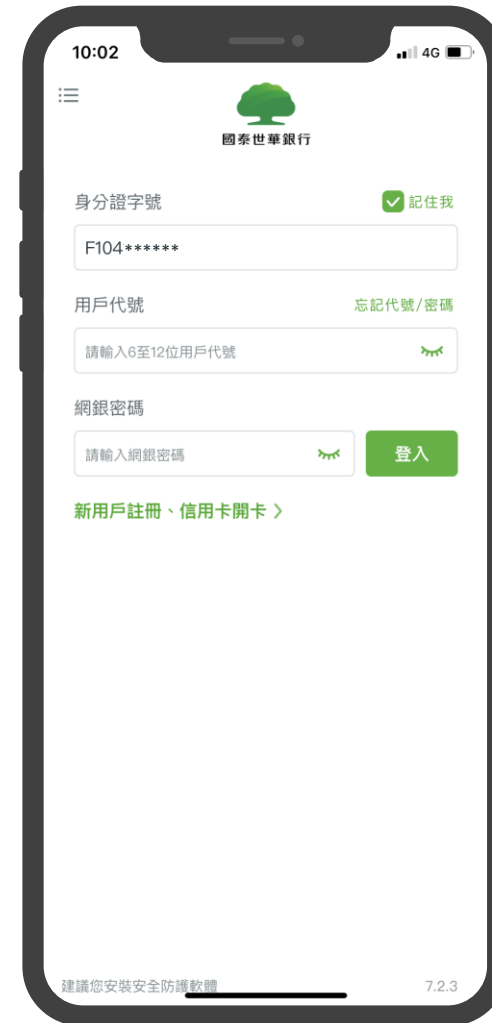 10:02 4G
國泰世華銀行
身分證字號 記住我
F104******
用戶代號 忘記代號/密碼
請輸入6至12位用戶代號
網銀密碼
請輸入網銀密碼 登入
新用戶註冊、信用卡開卡 >
建議您安裝安全防護軟體 7.2.3